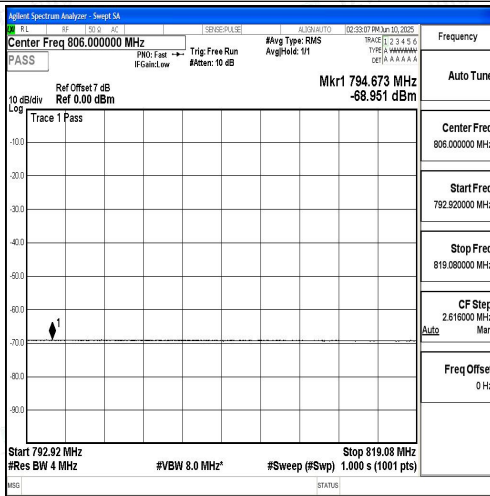 Agilent Spectrum Analyzer - Swept SA
RL RF 50 Ω AC SENSE:PULSE ALIGNAUTO 02:33:07 PM Jun 10, 2025
Center Freq 806.000000 MHz
PASS
PNO: Fast
IFGain:Low
Trig: Free Run
#Atten: 10 dB
#Avg Type: RMS
Avg|Hold: 1/1
TRACE 1 2 3 4 5 6
TYPE A
DET A A A A A A
Ref Offset 7 dB
10 dB/div Ref 0.00 dBm
Log
Mkr1 794.673 MHz
-68.951 dBm
Trace 1 Pass
-10.0
-20.0
-30.0
-40.0
-50.0
-60.0
-70.0
-80.0
-90.0
1
Start 792.92 MHz Stop 819.08 MHz
#Res BW 4 MHz #VBW 8.0 MHz* #Sweep (#Swp) 1.000 s (1001 pts)
MSG STATUS
Frequency
Auto Tune
Center Freq
806.000000 MHz
Start Freq
792.920000 MHz
Stop Freq
819.080000 MHz
CF Step
2.616000 MHz
Auto Man
Freq Offset
0 Hz